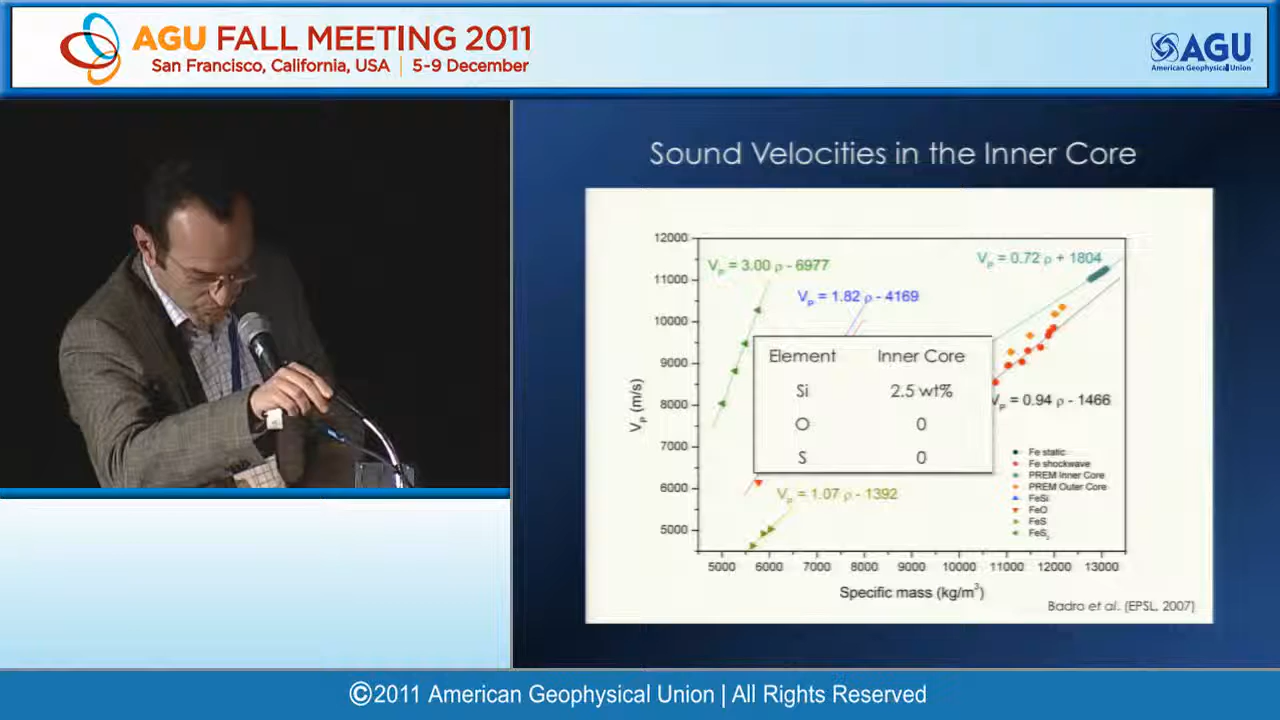 AGU FALL MEETING 2011
San Francisco, California, USA | 5-9 December
AGU
American Geophysical Union
Sound Velocities in the Inner Core
12000
11000
10000
9000
8000
7000
6000
5000
Vp (m/s)
Vp = 3.00 ρ - 6977
Vp = 1.82 ρ - 4169
Vp = 0.72 ρ + 1804
Element Inner Core
Si 2.5 wt%
O 0
S 0
Vp = 0.94 ρ - 1466
Vp = 1.07 ρ - 1392
Fe static
Fe shockwave
PREM Inner Core
PREM Outer Core
FeSi
FeO
FeS
FeS2
5000 6000 7000 8000 9000 10000 11000 12000 13000
Specific mass (kg/m3)
Badro et al. (EPSL, 2007)
©2011 American Geophysical Union | All Rights Reserved